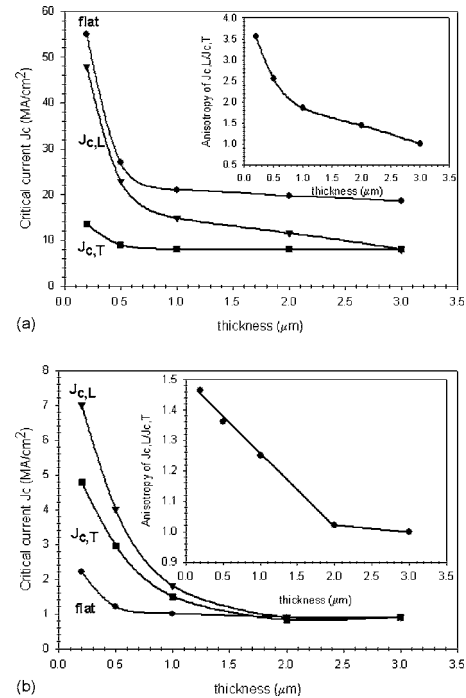 flat
Jc,L
Jc,T
Critical current Jc (MA/cm²)
60
50
40
30
20
10
0
0.0 0.5 1.0 1.5 2.0 2.5 3.0 3.5
thickness (μm)
Anisotropy of Jc,L/Jc,T
4.0
3.5
3.0
2.5
2.0
1.5
1.0
0.5
0.0 0.5 1.0 1.5 2.0 2.5 3.0 3.5
thickness (μm)
(a)
Jc,L
Jc,T
flat
Critical current Jc (MA/cm²)
8
7
6
5
4
3
2
1
0
0.0 0.5 1.0 1.5 2.0 2.5 3.0 3.5
thickness (μm)
Anisotropy of Jc,L/Jc,T
1.5
1.4
1.3
1.2
1.1
1.0
0.9
0.0 0.5 1.0 1.5 2.0 2.5 3.0 3.5
thickness (μm)
(b)